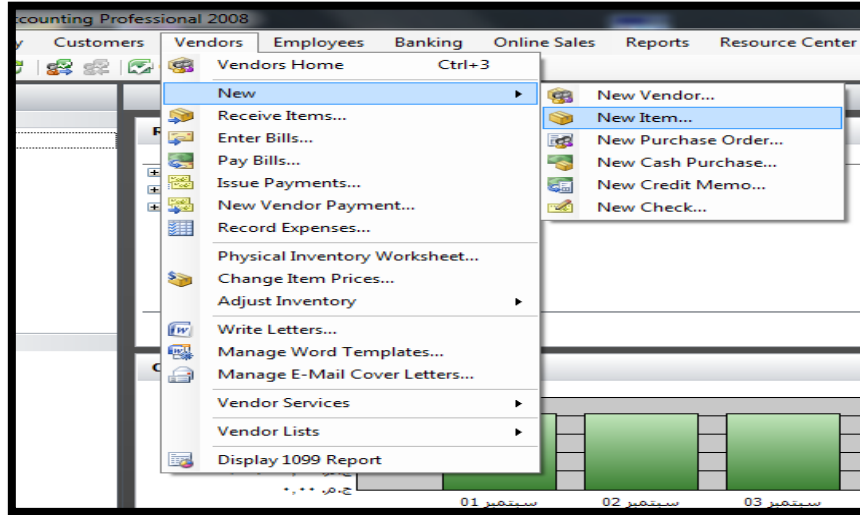 ccounting Professional 2008
y Customers Vendors Employees Banking Online Sales Reports Resource Center
Vendors Home Ctrl+3
New
Receive Items...
Enter Bills...
Pay Bills...
Issue Payments...
New Vendor Payment...
Record Expenses...
Physical Inventory Worksheet...
Change Item Prices...
Adjust Inventory
Write Letters...
Manage Word Templates...
Manage E-Mail Cover Letters...
Vendor Services
Vendor Lists
Display 1099 Report
New Vendor...
New Item...
New Purchase Order...
New Cash Purchase...
New Credit Memo...
New Check...
ج.م. ٠,٠٠
سبتمبر 01 سبتمبر 02 سبتمبر 03